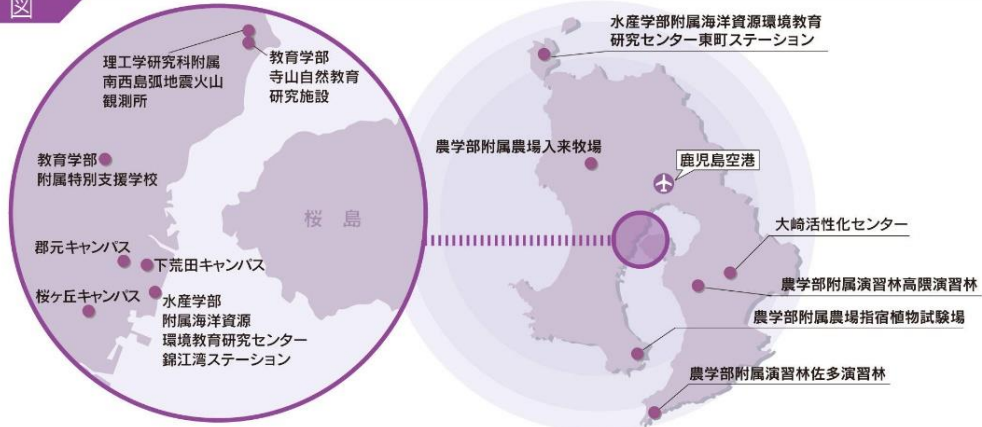 図
理工学研究科附属
南西島弧地震火山
観測所
教育学部
寺山自然教育
研究施設
教育学部
附属特別支援学校
桜島
郡元キャンパス
下荒田キャンパス
桜ヶ丘キャンパス
水産学部
附属海洋資源
環境教育研究センター
錦江湾ステーション
水産学部附属海洋資源環境教育
研究センター東町ステーション
農学部附属農場入来牧場
鹿児島空港
大崎活性化センター
農学部附属演習林高隈演習林
農学部附属農場指宿植物試験場
農学部附属演習林佐多演習林